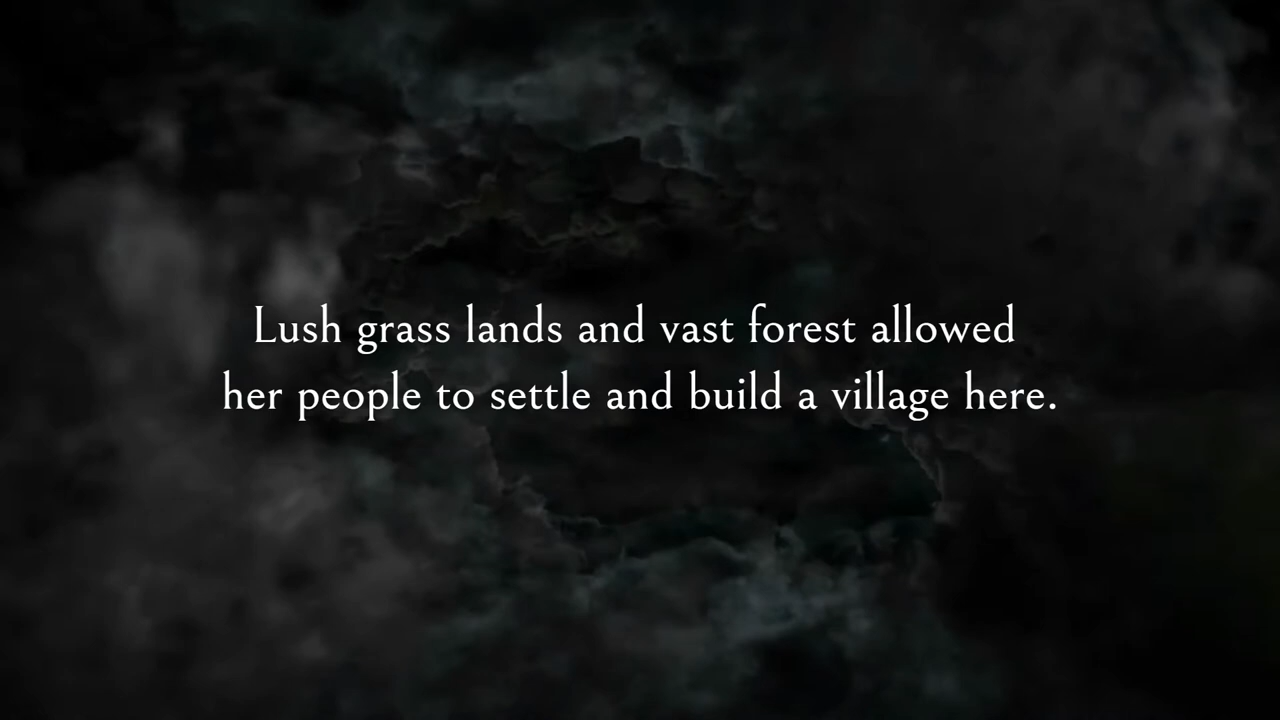 Lush grass lands and vast forest allowed
her people to settle and build a village here.